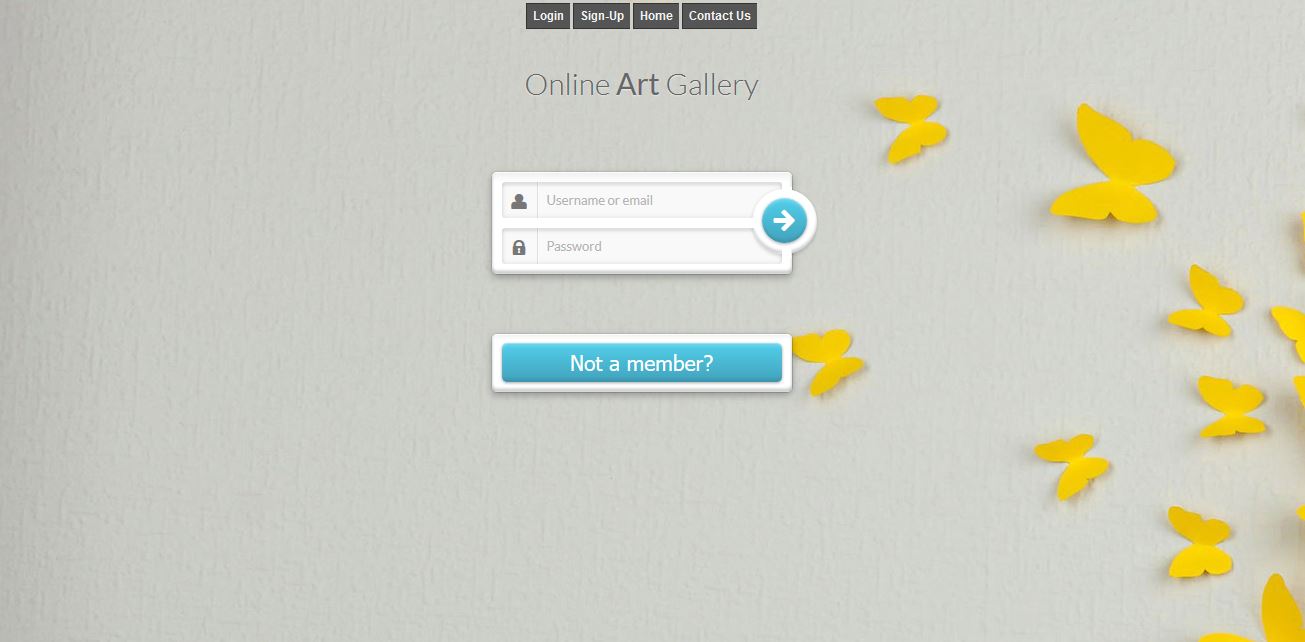 Login Sign-Up Home Contact Us
Online Art Gallery
Username or email
Password
Not a member?